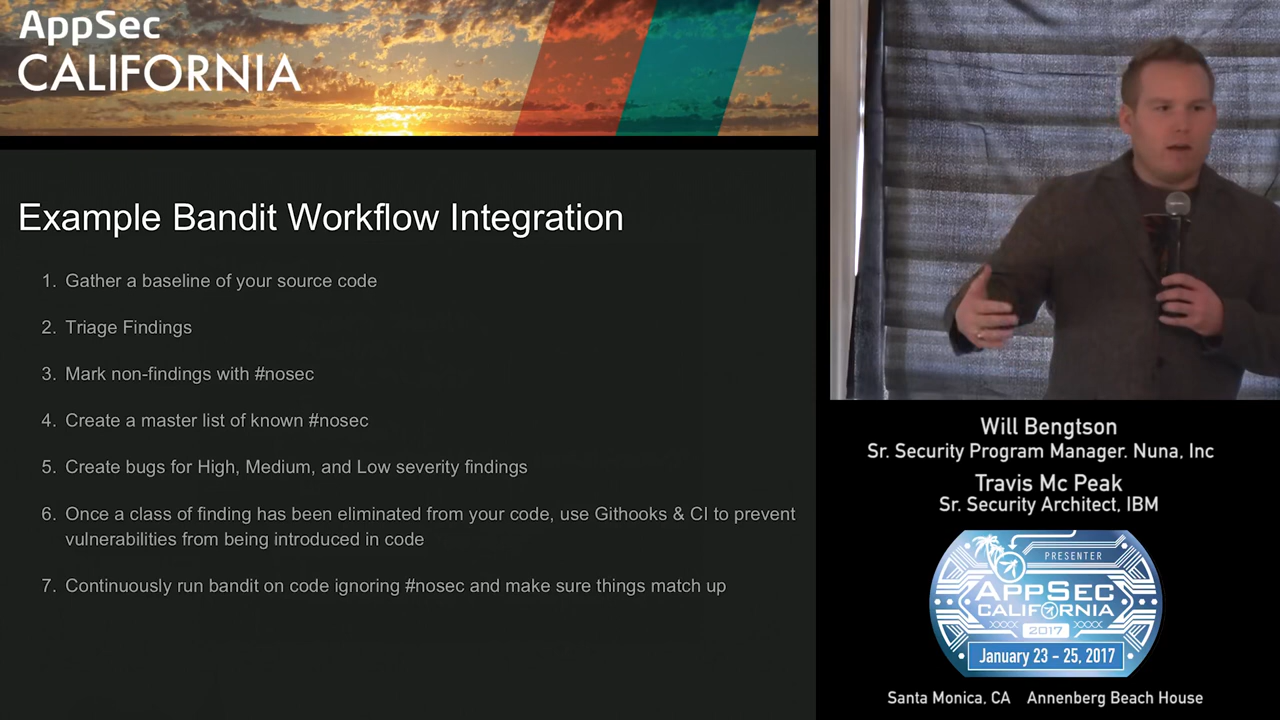 AppSec
CALIFORNIA
Example Bandit Workflow Integration
1. Gather a baseline of your source code
2. Triage Findings
3. Mark non-findings with #nosec
4. Create a master list of known #nosec
5. Create bugs for High, Medium, and Low severity findings
6. Once a class of finding has been eliminated from your code, use Githooks & CI to prevent
vulnerabilities from being introduced in code
7. Continuously run bandit on code ignoring #nosec and make sure things match up
Will Bengtson
Sr. Security Program Manager. Nuna, Inc
Travis Mc Peak
Sr. Security Architect, IBM
PRESENTER
APPSEC
CALIFORNIA
2017
January 23 - 25, 2017
Santa Monica, CA Annenberg Beach House